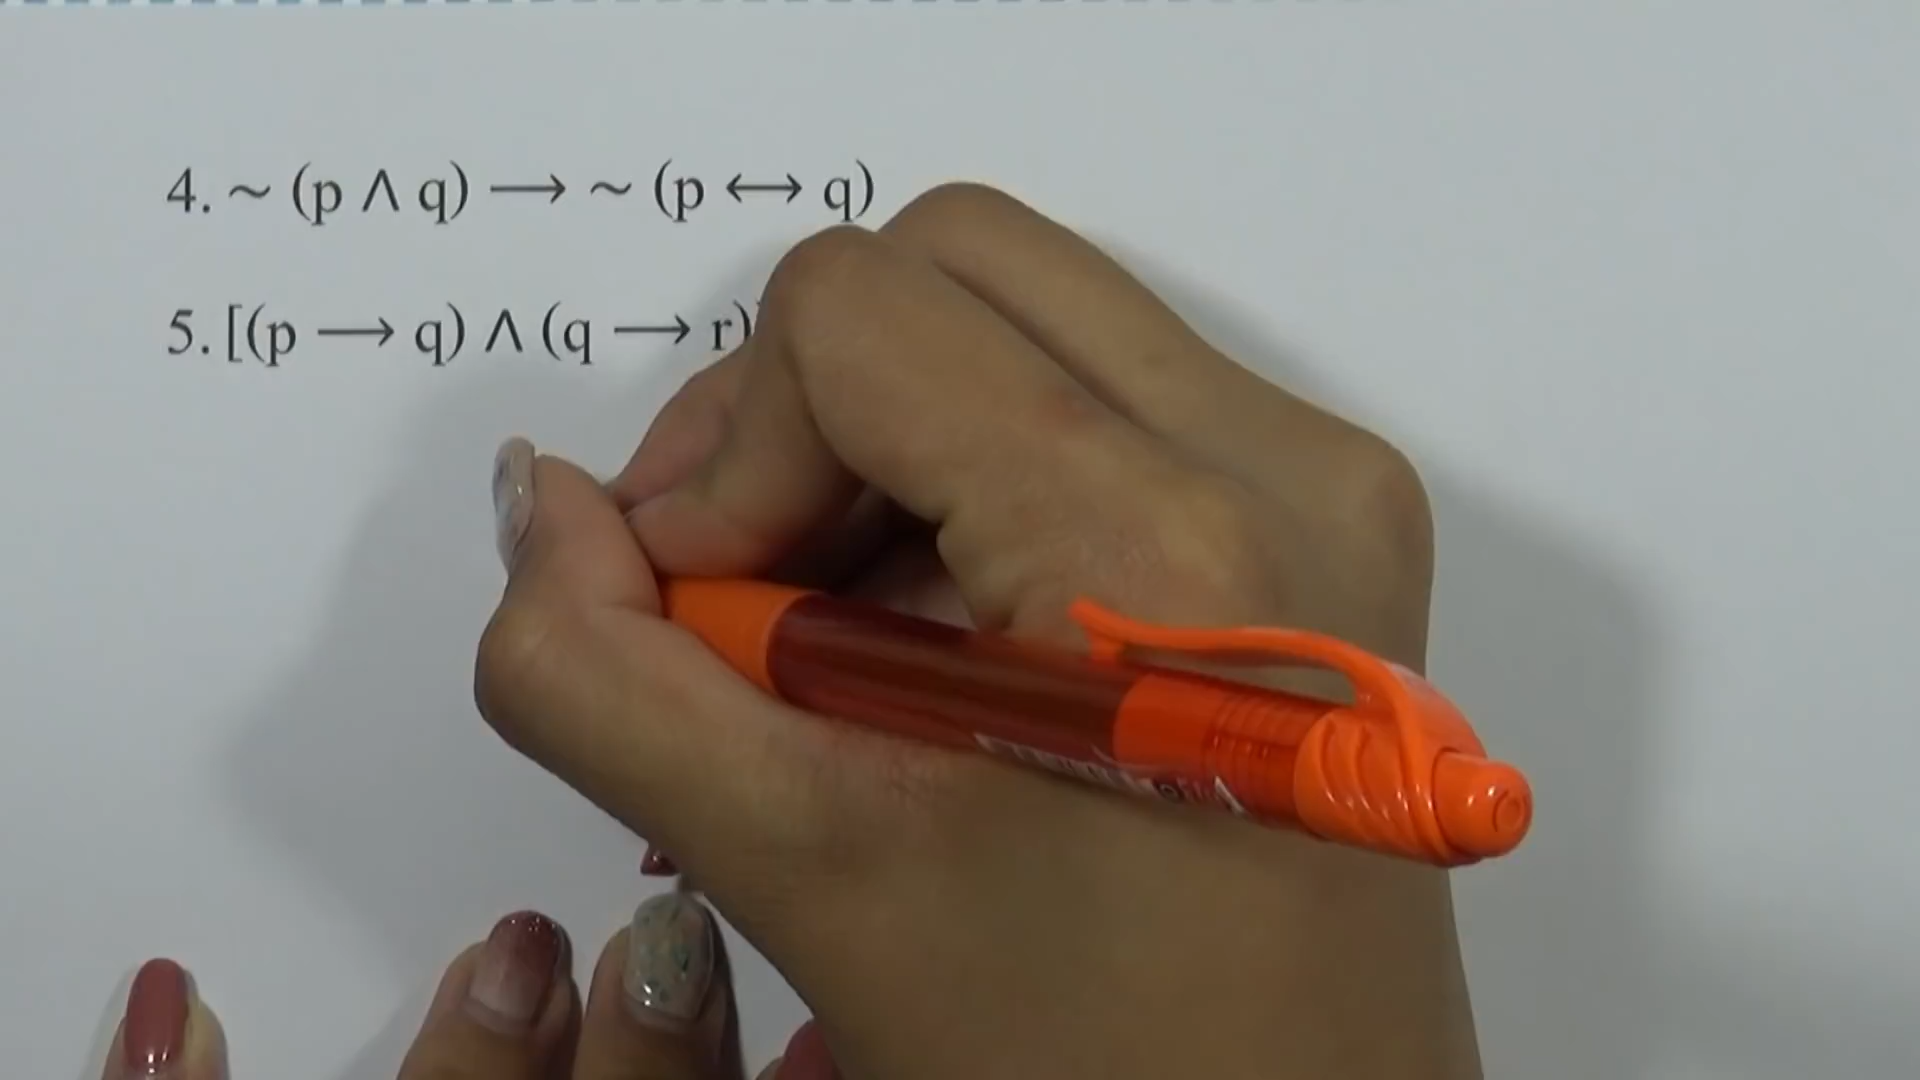 4. ~ (p ∧ q) ⟶ ~ (p ⟷ q)
5. [(p ⟶ q) ∧ (q ⟶ r)